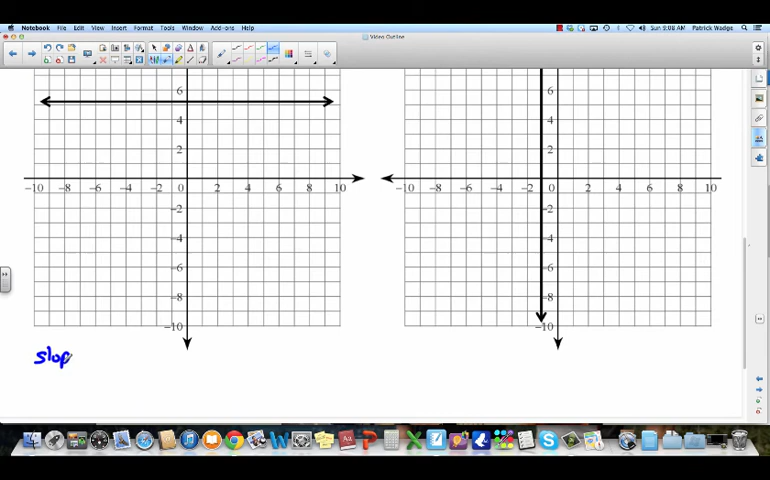 Notebook File Edit View Insert Format Tools Window Add-ons Help Sun 9:08 AM Patrick Wadge
Video Outline
6 6
4 4
2 2
-10 -8 -6 -4 -2 0 2 4 6 8 10 -10 -8 -6 -4 -2 0 2 4 6 8 10
-2 -2
-4 -4
-6 -6
-8 -8
-10 -10
slop